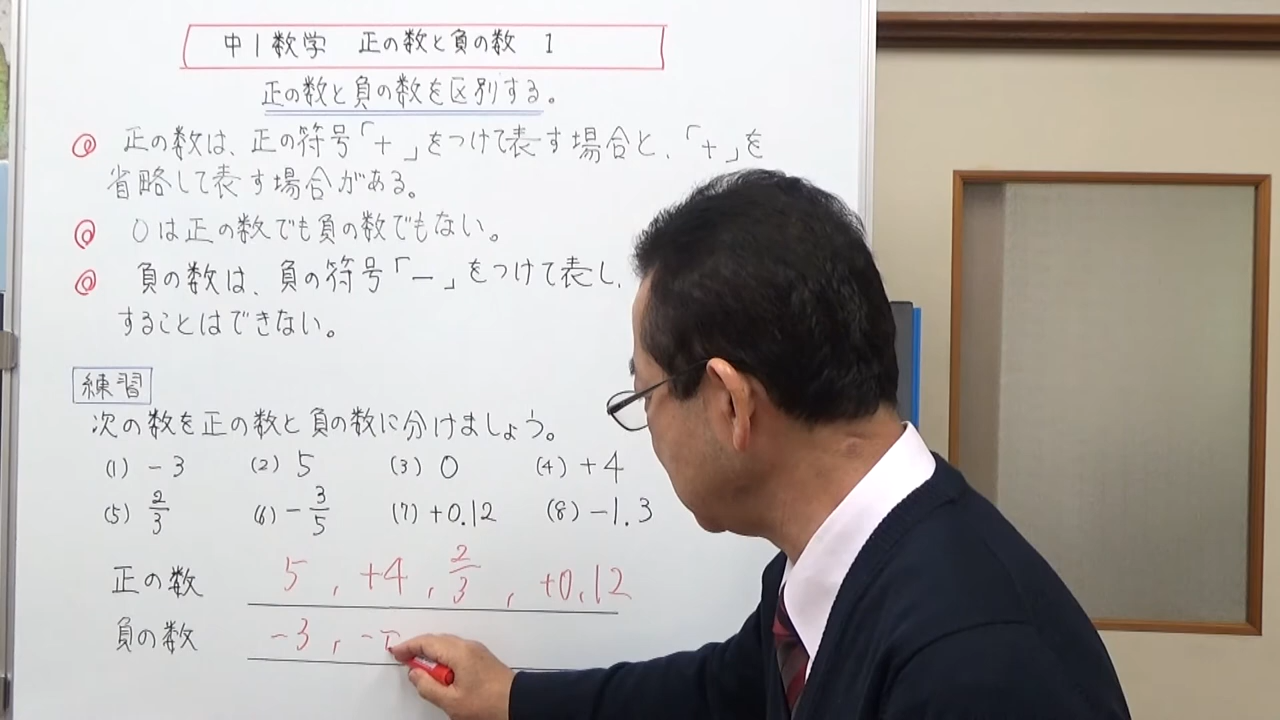 中1数学 正の数と負の数 1
正の数と負の数を区別する。
◎ 正の数は、正の符号「+」をつけて表す場合と、「+」を
省略して表す場合がある。
◎ 0は正の数でも負の数でもない。
◎ 負の数は、負の符号「−」をつけて表し、
することはできない。
練習
次の数を正の数と負の数に分けましょう。
(1) −3 (2) 5 (3) 0 (4) +4
(5) 2/3 (6) −3/5 (7) +0.12 (8) −1.3
正の数 5, +4, 2/3, +0.12
負の数 −3, −